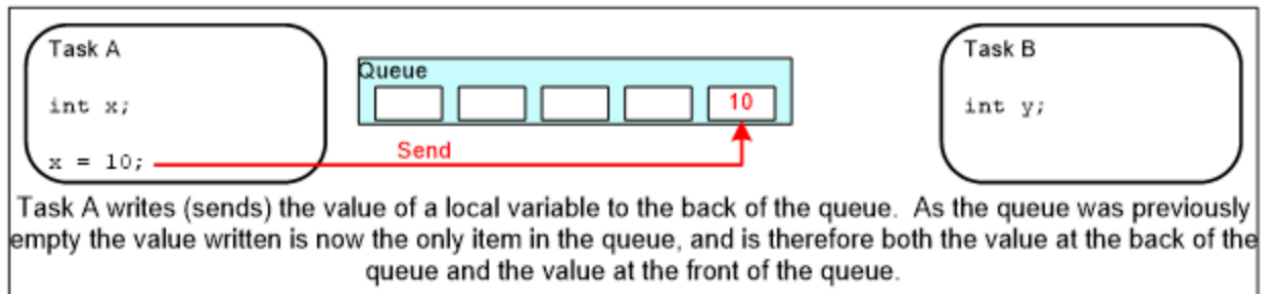 Task A
int x;
x = 10;
Queue
10
Send
Task B
int y;
Task A writes (sends) the value of a local variable to the back of the queue.  As the queue was previously
empty the value written is now the only item in the queue, and is therefore both the value at the back of the
queue and the value at the front of the queue.